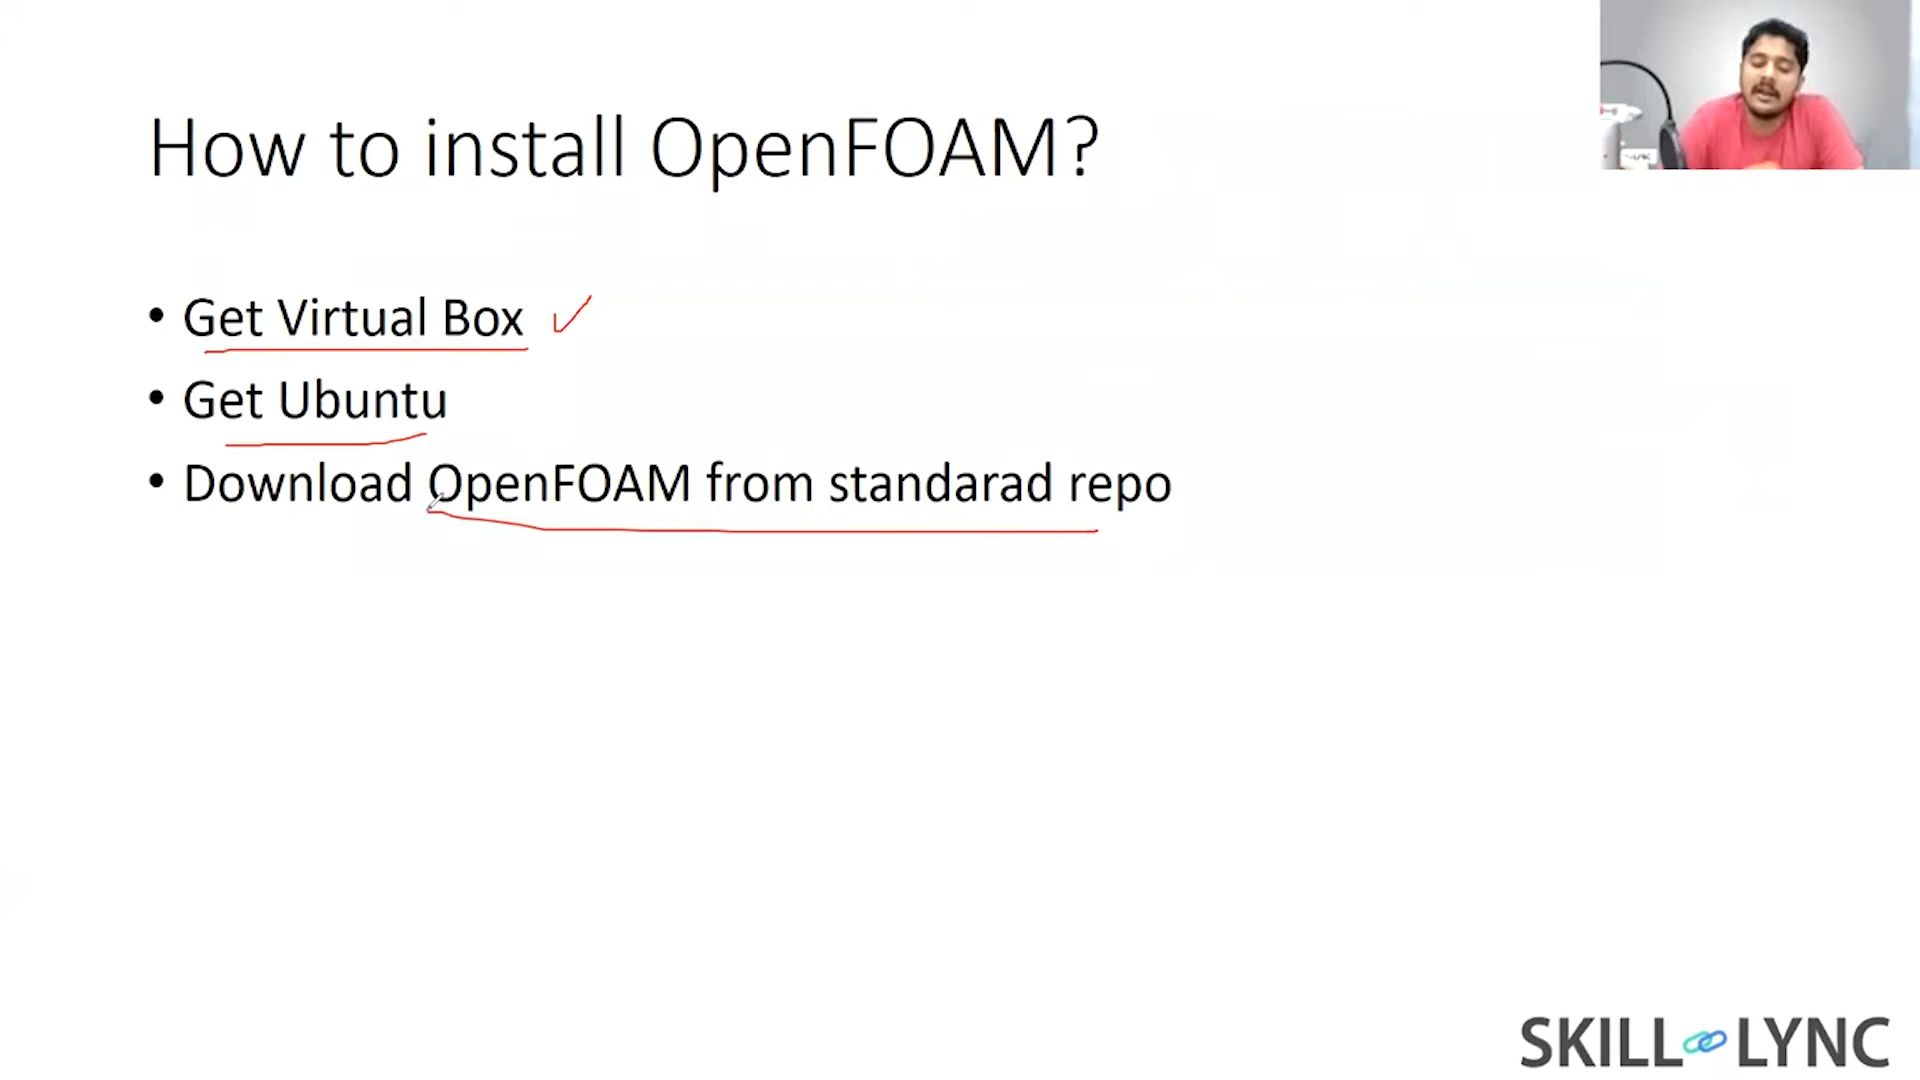 How to install OpenFOAM?
• Get Virtual Box
• Get Ubuntu
• Download OpenFOAM from standarad repo
SKILL LYNC